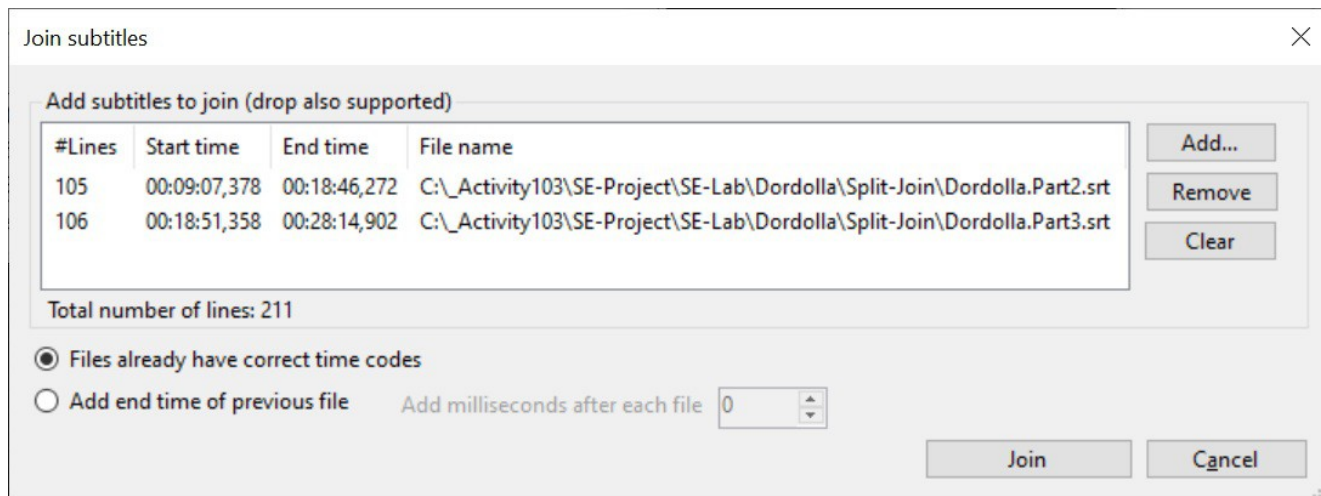 Join subtitles
Add subtitles to join (drop also supported)
#Lines Start time End time File name
105 00:09:07,378 00:18:46,272 C:\_Activity103\SE-Project\SE-Lab\Dordolla\Split-Join\Dordolla.Part2.srt
106 00:18:51,358 00:28:14,902 C:\_Activity103\SE-Project\SE-Lab\Dordolla\Split-Join\Dordolla.Part3.srt
Add...
Remove
Clear
Total number of lines: 211
Files already have correct time codes
Add end time of previous file Add milliseconds after each file 0
Join Cancel